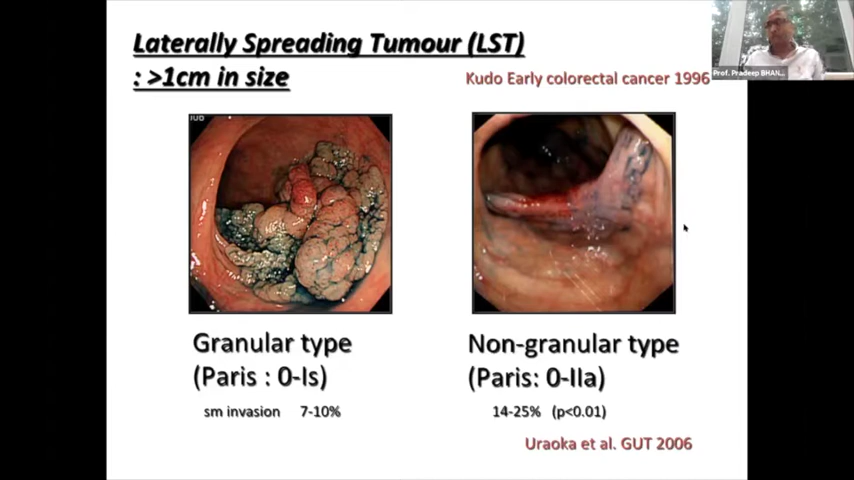 Laterally Spreading Tumour (LST)
: >1cm in size
Kudo Early colorectal cancer 1996
Prof. Pradeep BHAN...
Granular type
(Paris : 0-Is)
sm invasion 7-10%
Non-granular type
(Paris: 0-IIa)
14-25% (p<0.01)
Uraoka et al. GUT 2006